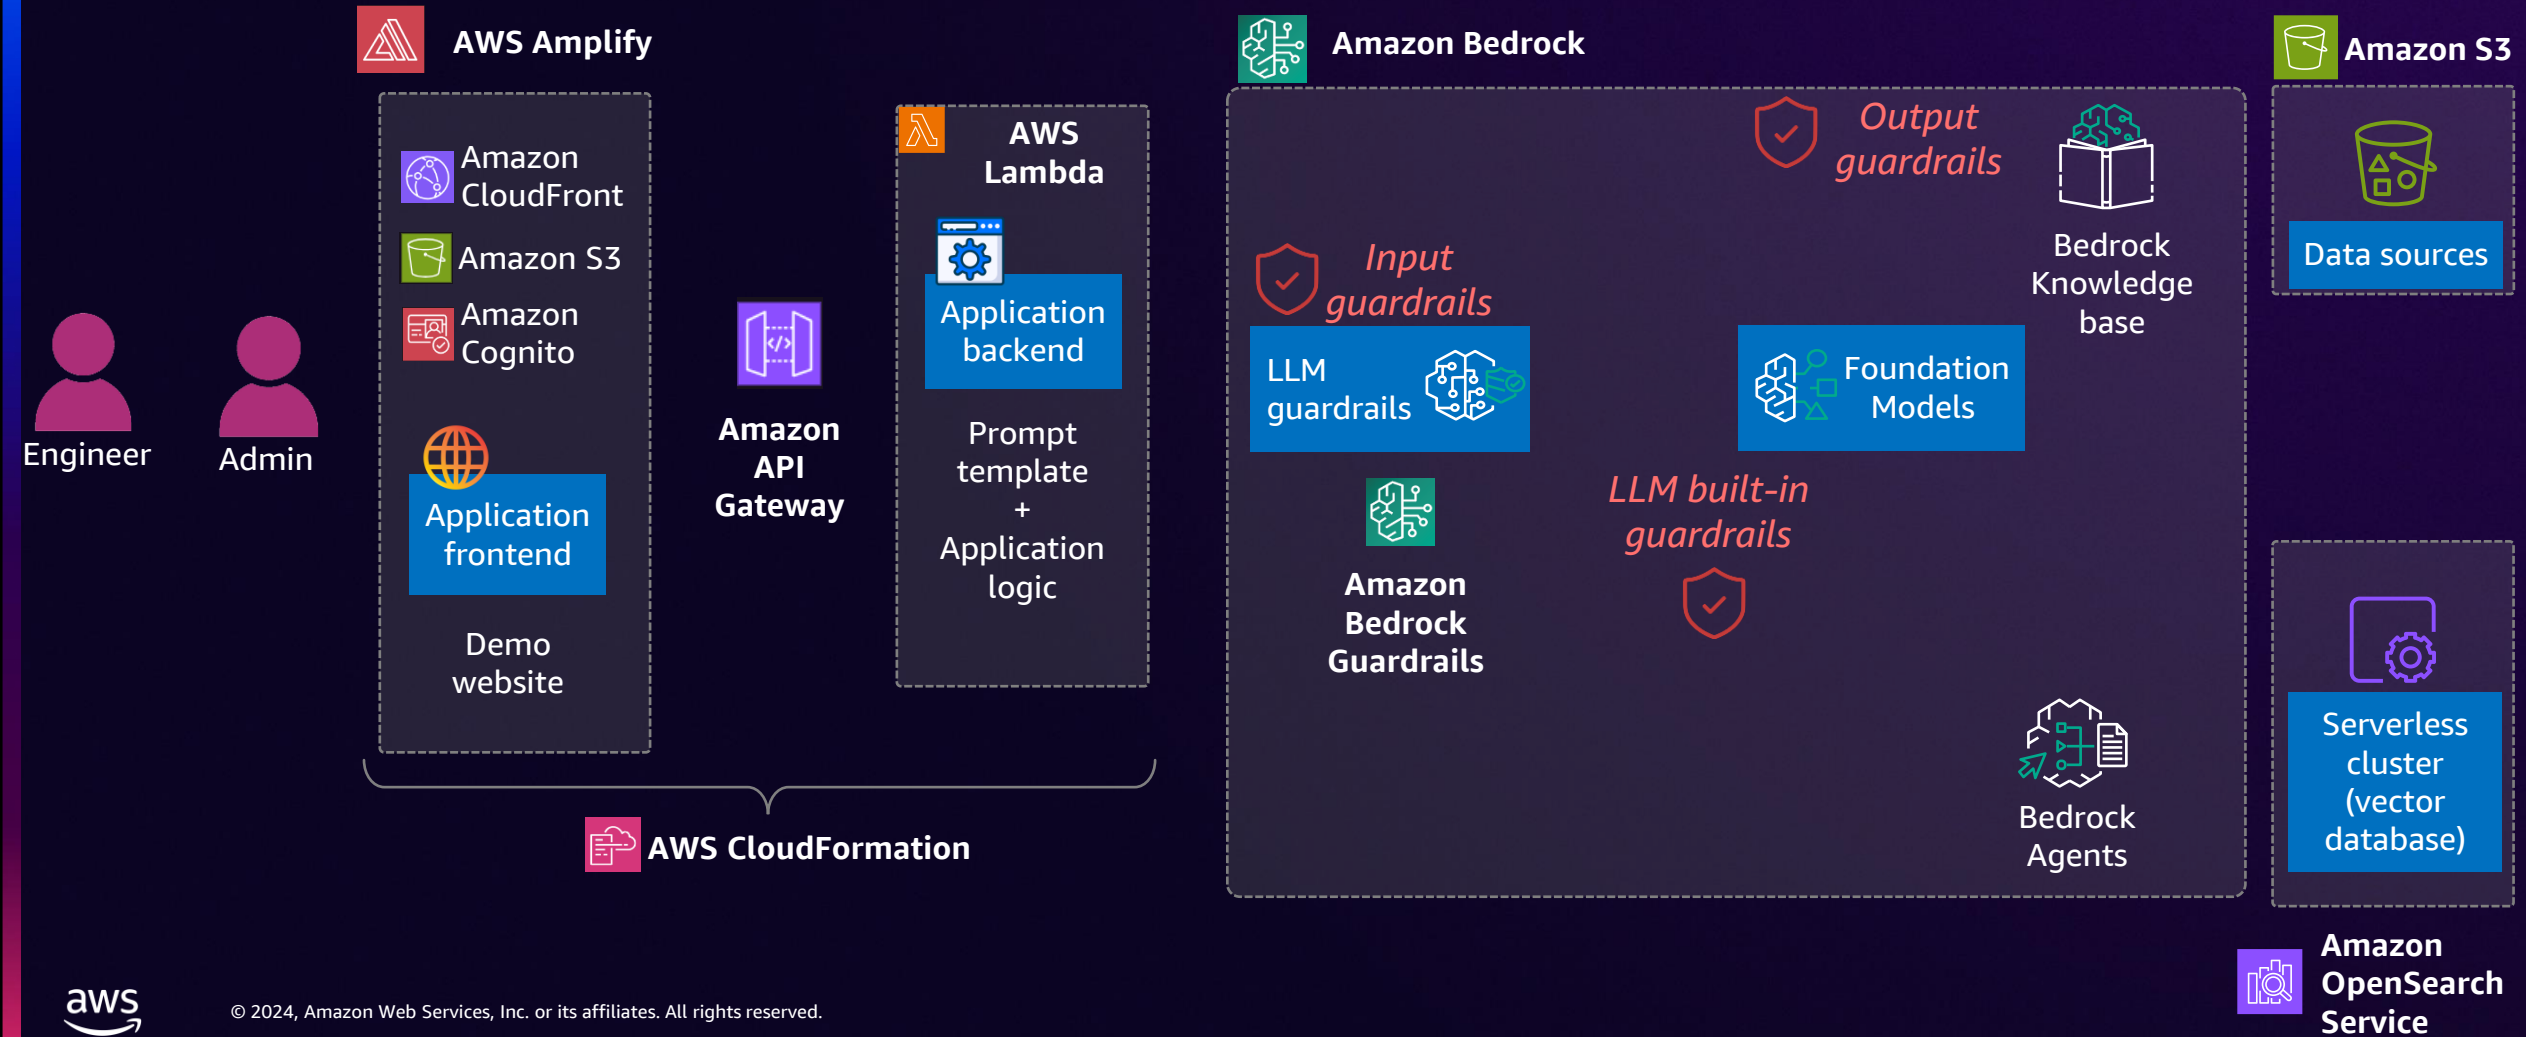 AWS Amplify
Amazon
CloudFront
Amazon S3
Amazon
Cognito
Application
frontend
Demo
website
Engineer
Admin
Amazon
API
Gateway
AWS
Lambda
Application
backend
Prompt
template
+
Application
logic
AWS CloudFormation
Amazon Bedrock
Output
guardrails
Input
guardrails
LLM
guardrails
Amazon
Bedrock
Guardrails
LLM built-in
guardrails
Foundation
Models
Bedrock
Knowledge
base
Bedrock
Agents
Amazon S3
Data sources
Serverless
cluster
(vector
database)
Amazon
OpenSearch
Service
aws
© 2024, Amazon Web Services, Inc. or its affiliates. All rights reserved.